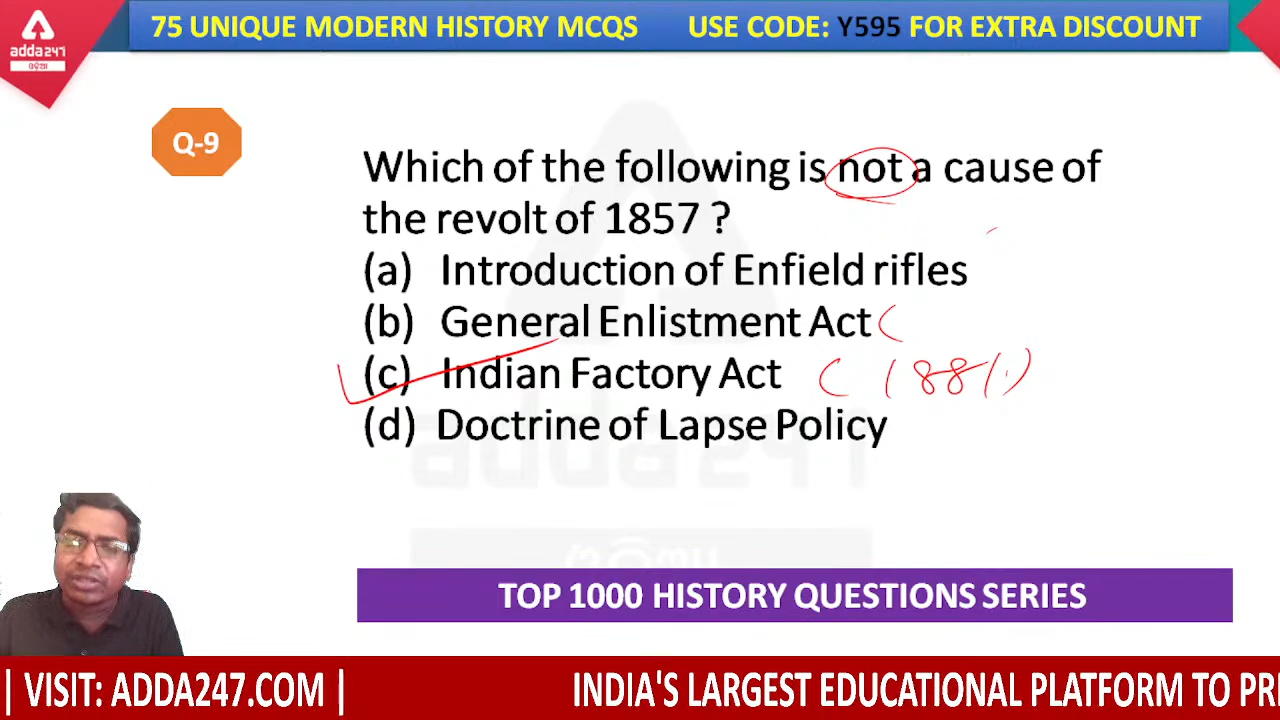 75 UNIQUE MODERN HISTORY MCQS USE CODE: Y595 FOR EXTRA DISCOUNT
adda247
ଓଡ଼ିଆ
Q-9
Which of the following is not a cause of
the revolt of 1857 ?
(a) Introduction of Enfield rifles
(b) General Enlistment Act (
(c) Indian Factory Act ( (1881)
(d) Doctrine of Lapse Policy
adda247
TOP 1000 HISTORY QUESTIONS SERIES
| VISIT: ADDA247.COM | INDIA'S LARGEST EDUCATIONAL PLATFORM TO PR